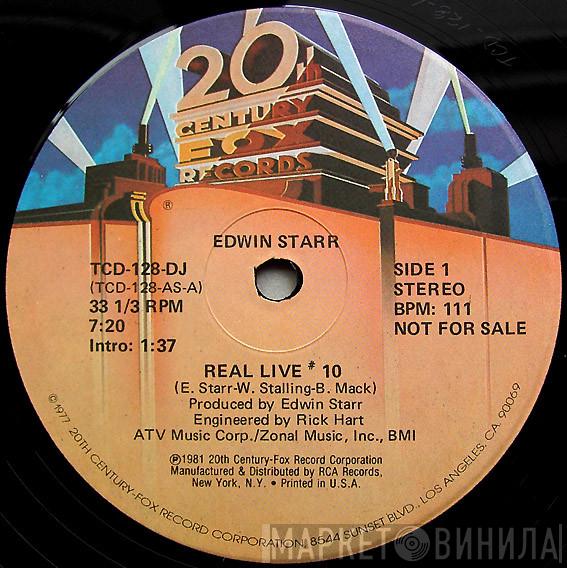 TCD-128-
20th
CENTURY
FOX
RECORDS
®
EDWIN STARR
TCD-128-DJ
(TCD-128-AS-A)
33 1/3 RPM
7:20
Intro: 1:37
SIDE 1
STEREO
BPM: 111
NOT FOR SALE
REAL LIVE # 10
(E. Starr-W. Stalling-B. Mack)
Produced by Edwin Starr
Engineered by Rick Hart
ATV Music Corp./Zonal Music, Inc., BMI
℗1981 20th Century-Fox Record Corporation
Manufactured & Distributed by RCA Records,
New York, N.Y. • Printed in U.S.A.
©1977 20TH CENTURY-FOX RECORD CORPORATION, 8544 SUNSET BLVD., LOS ANGELES, CA. 90069
МАРКЕТ ВИНИЛА